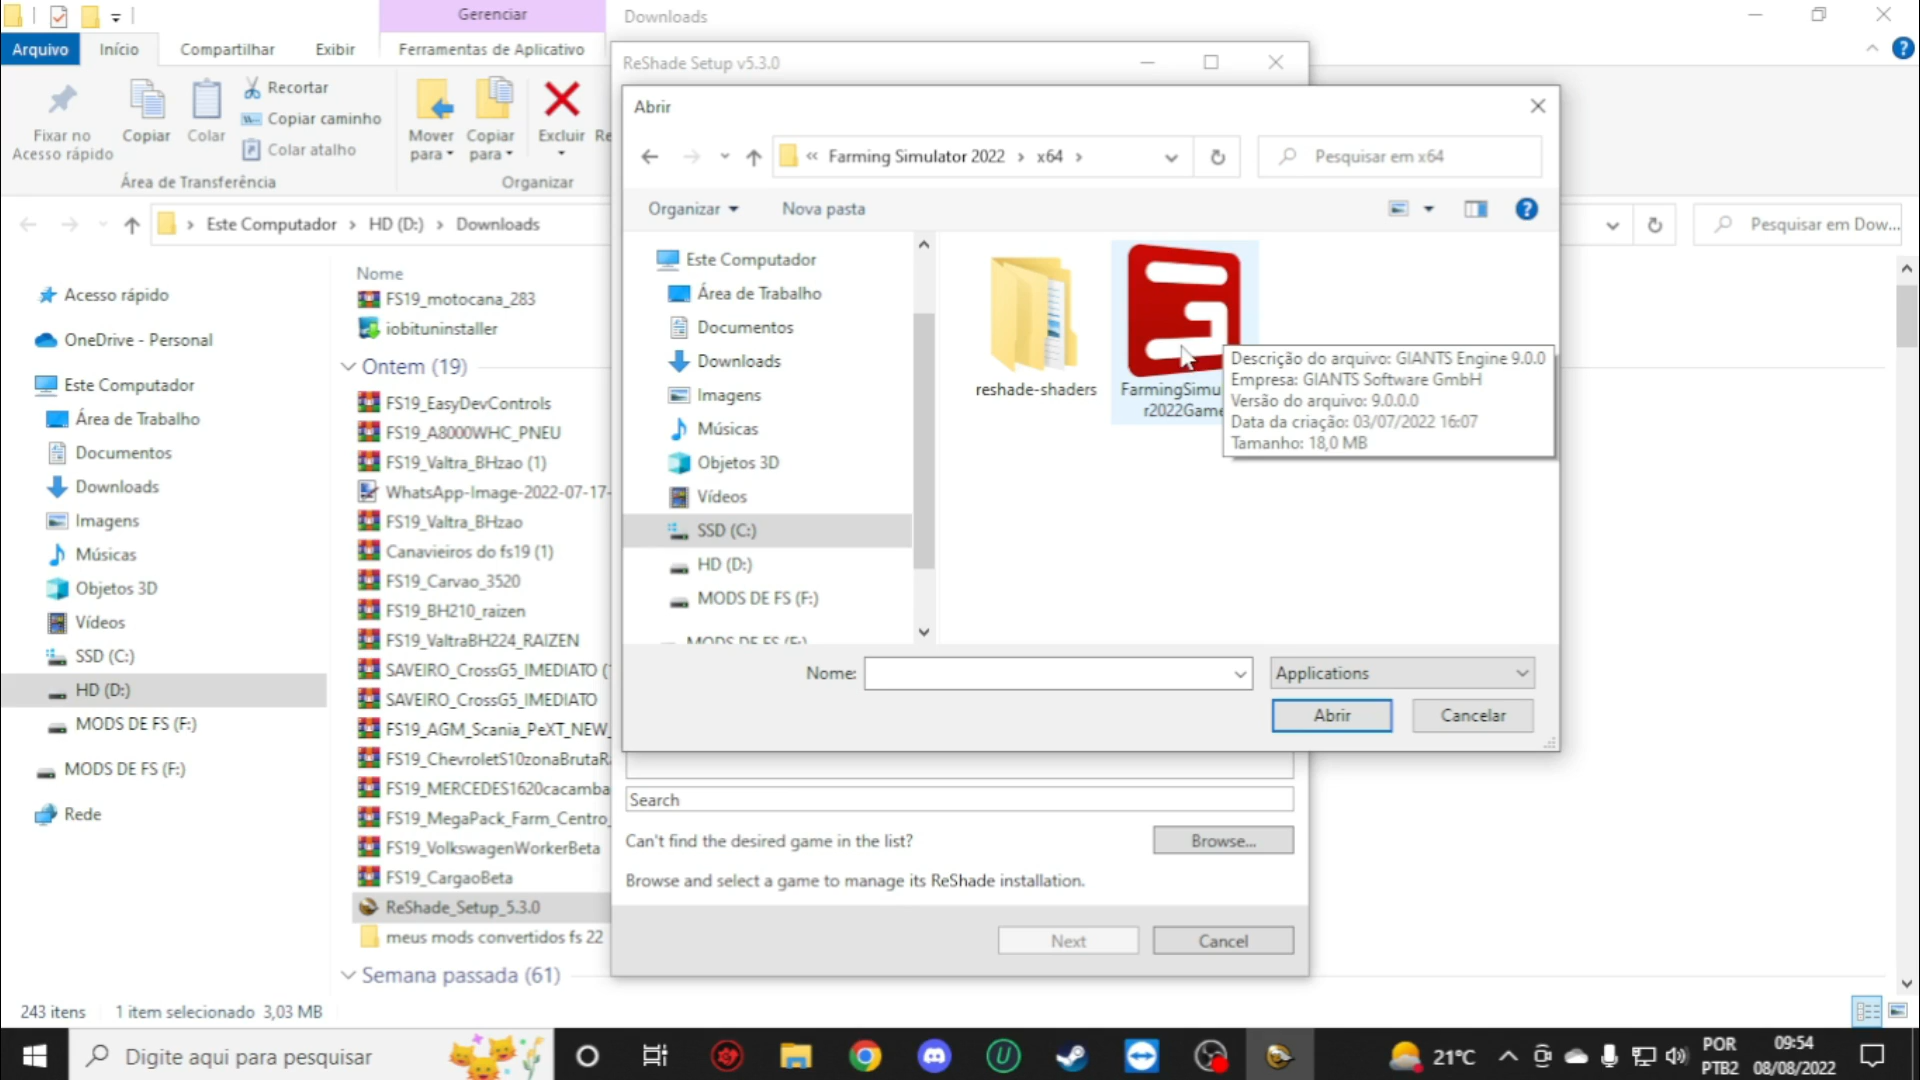 Gerenciar
Downloads
Arquivo
Início
Compartilhar
Exibir
Ferramentas de Aplicativo
Fixar no
Acesso rápido
Copiar
Colar
Recortar
Copiar caminho
Colar atalho
Mover
para
Copiar
para
Excluir
Re
Área de Transferência
Organizar
Este Computador > HD (D:) > Downloads
Pesquisar em Dow...
Acesso rápido
OneDrive - Personal
Este Computador
Área de Trabalho
Documentos
Downloads
Imagens
Músicas
Objetos 3D
Vídeos
SSD (C:)
HD (D:)
MODS DE FS (F:)
MODS DE FS (F:)
Rede
Nome
FS19_motocana_283
iobituninstaller
Ontem (19)
FS19_EasyDevControls
FS19_A8000WHC_PNEU
FS19_Valtra_BHzao (1)
WhatsApp-Image-2022-07-17-
FS19_Valtra_BHzao
Canavieiros do fs19 (1)
FS19_Carvao_3520
FS19_BH210_raizen
FS19_ValtraBH224_RAIZEN
SAVEIRO_CrossG5_IMEDIATO (
SAVEIRO_CrossG5_IMEDIATO
FS19_AGM_Scania_PeXT_NEW_
FS19_ChevroletS10zonaBrutaR
FS19_MERCEDES1620cacamba
FS19_MegaPack_Farm_Centro_
FS19_VolkswagenWorkerBeta
FS19_CargaoBeta
ReShade_Setup_5.3.0
meus mods convertidos fs 22
Semana passada (61)
243 itens
1 item selecionado 3,03 MB
ReShade Setup v5.3.0
Abrir
« Farming Simulator 2022 > x64 >
Pesquisar em x64
Organizar
Nova pasta
Este Computador
Área de Trabalho
Documentos
Downloads
Imagens
Músicas
Objetos 3D
Vídeos
SSD (C:)
HD (D:)
MODS DE FS (F:)
MODS DE FS (F:)
reshade-shaders
FarmingSimu
r2022Game
Descrição do arquivo: GIANTS Engine 9.0.0
Empresa: GIANTS Software GmbH
Versão do arquivo: 9.0.0.0
Data da criação: 03/07/2022 16:07
Tamanho: 18,0 MB
Nome:
Applications
Abrir
Cancelar
Search
Can't find the desired game in the list?
Browse...
Browse and select a game to manage its ReShade installation.
Next
Cancel
Digite aqui para pesquisar
21°C
POR
PTB2
09:54
08/08/2022